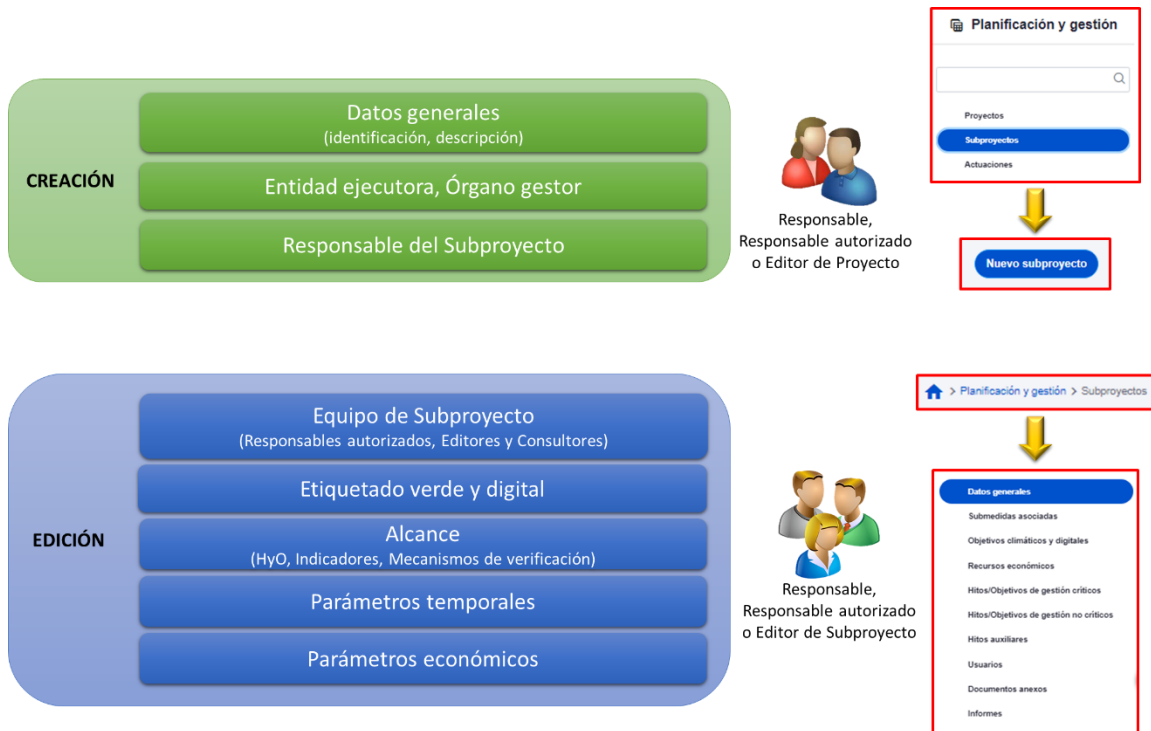 Planificación y gestión
Proyectos
Subproyectos
Actuaciones
Nuevo subproyecto
CREACIÓN
Datos generales
(identificación, descripción)
Entidad ejecutora, Órgano gestor
Responsable del Subproyecto
Responsable,
Responsable autorizado
o Editor de Proyecto
EDICIÓN
Equipo de Subproyecto
(Responsables autorizados, Editores y Consultores)
Etiquetado verde y digital
Alcance
(HyO, Indicadores, Mecanismos de verificación)
Parámetros temporales
Parámetros económicos
Responsable,
Responsable autorizado
o Editor de Subproyecto
> Planificación y gestión > Subproyectos
Datos generales
Submedidas asociadas
Objetivos climáticos y digitales
Recursos económicos
Hitos/Objetivos de gestión críticos
Hitos/Objetivos de gestión no críticos
Hitos auxiliares
Usuarios
Documentos anexos
Informes